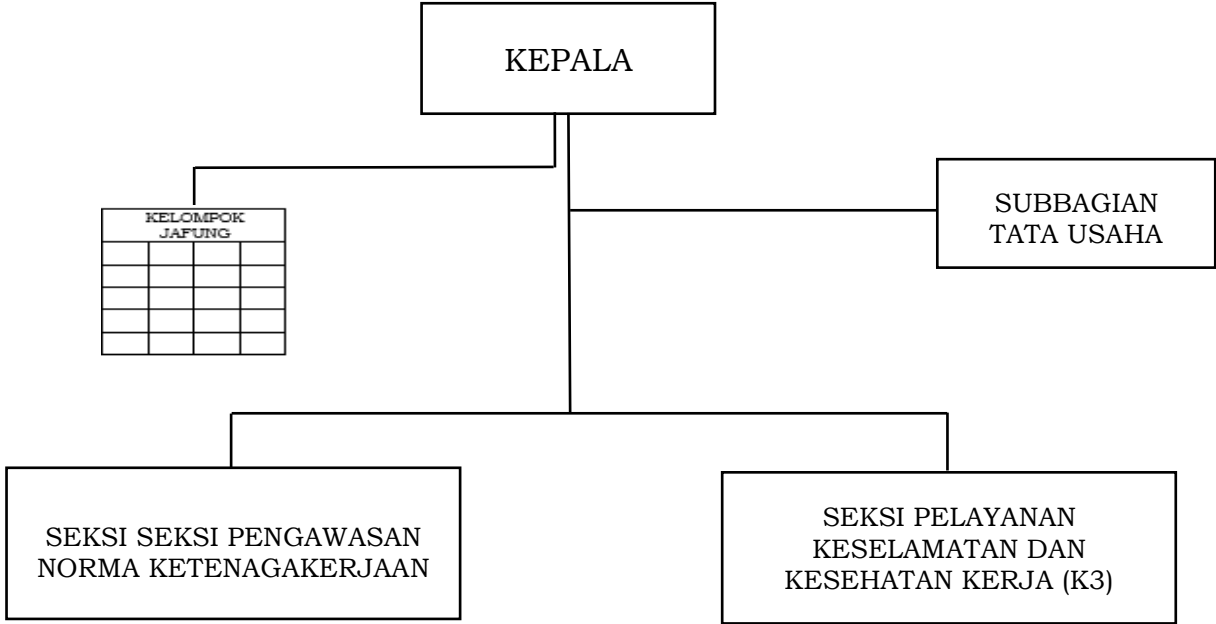 KEPALA
SUBBAGIAN
TATA USAHA
KELOMPOK
JAFUNG
SEKSI SEKSI PENGAWASAN
NORMA KETENAGAKERJAAN
SEKSI PELAYANAN
KESELAMATAN DAN
KESEHATAN KERJA (K3)